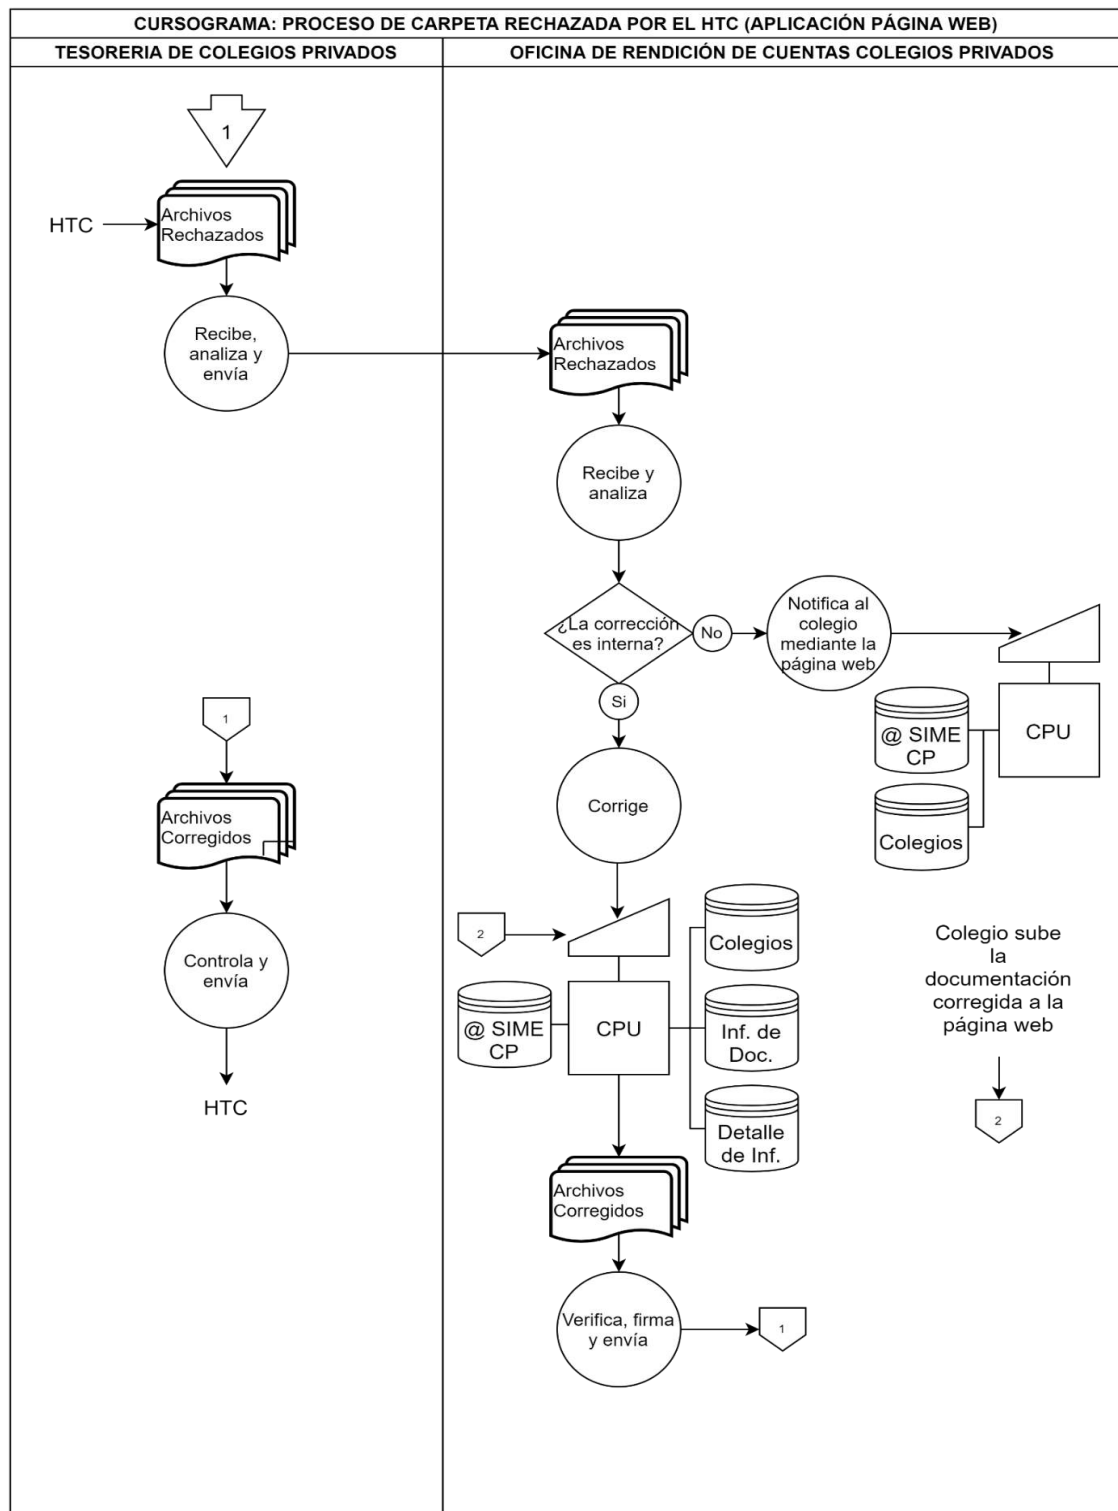 CURSOGRAMA: PROCESO DE CARPETA RECHAZADA POR EL HTC (APLICACIÓN PÁGINA WEB)
TESORERIA DE COLEGIOS PRIVADOS
OFICINA DE RENDICIÓN DE CUENTAS COLEGIOS PRIVADOS
1
HTC
Archivos
Rechazados
Recibe,
analiza y
envía
Archivos
Rechazados
Recibe y
analiza
¿La corrección
es interna?
No
Notifica al
colegio
mediante la
página web
Si
CPU
@ SIME
CP
Colegios
1
Archivos
Corregidos
Controla y
envía
HTC
Corrige
2
@ SIME
CP
CPU
Colegios
Inf. de
Doc.
Detalle
de Inf.
Colegio sube
la
documentación
corregida a la
página web
2
Archivos
Corregidos
Verifica, firma
y envía
1